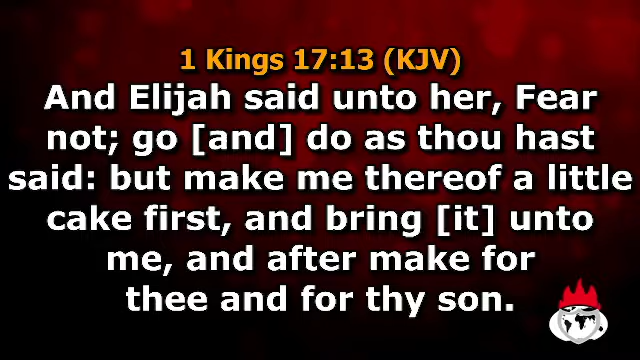 1 Kings 17:13 (KJV)
And Elijah said unto her, Fear
not; go [and] do as thou hast
said: but make me thereof a little
cake first, and bring [it] unto
me, and after make for
thee and for thy son.